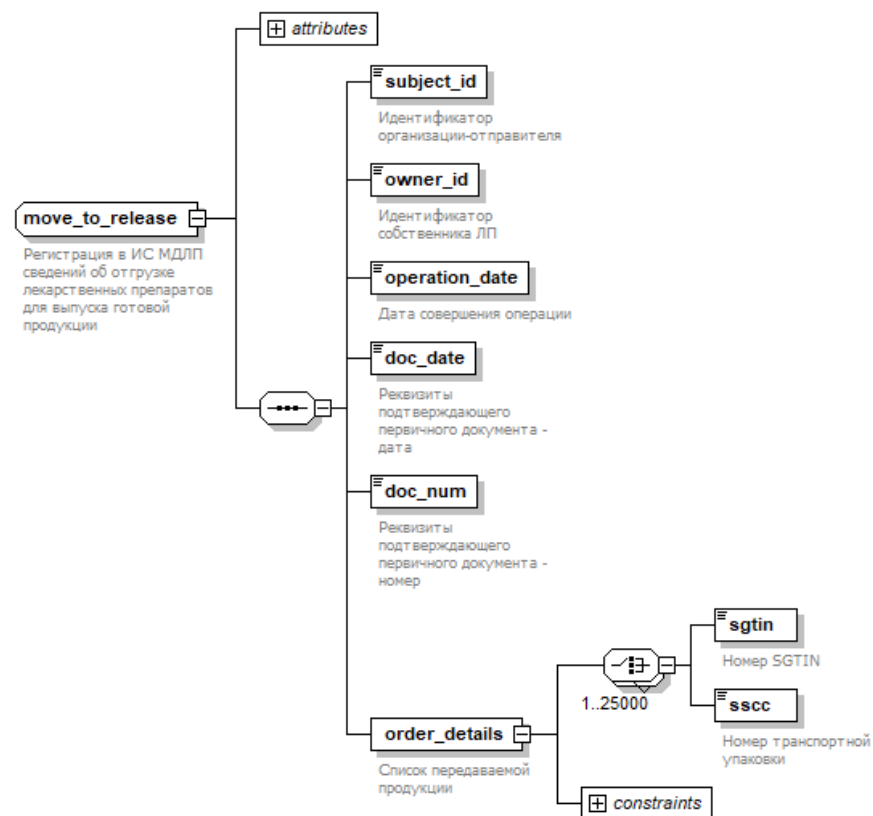 attributes
subject_id
Идентификатор
организации-отправителя
owner_id
Идентификатор
собственника ЛП
move_to_release
Регистрация в ИС МДЛП
сведений об отгрузке
лекарственных препаратов
для выпуска готовой
продукции
operation_date
Дата совершения операции
doc_date
Реквизиты
подтверждающего
первичного документа -
дата
doc_num
Реквизиты
подтверждающего
первичного документа -
номер
order_details
Список передаваемой
продукции
1..25000
sgtin
Номер SGTIN
sscc
Номер транспортной
упаковки
constraints